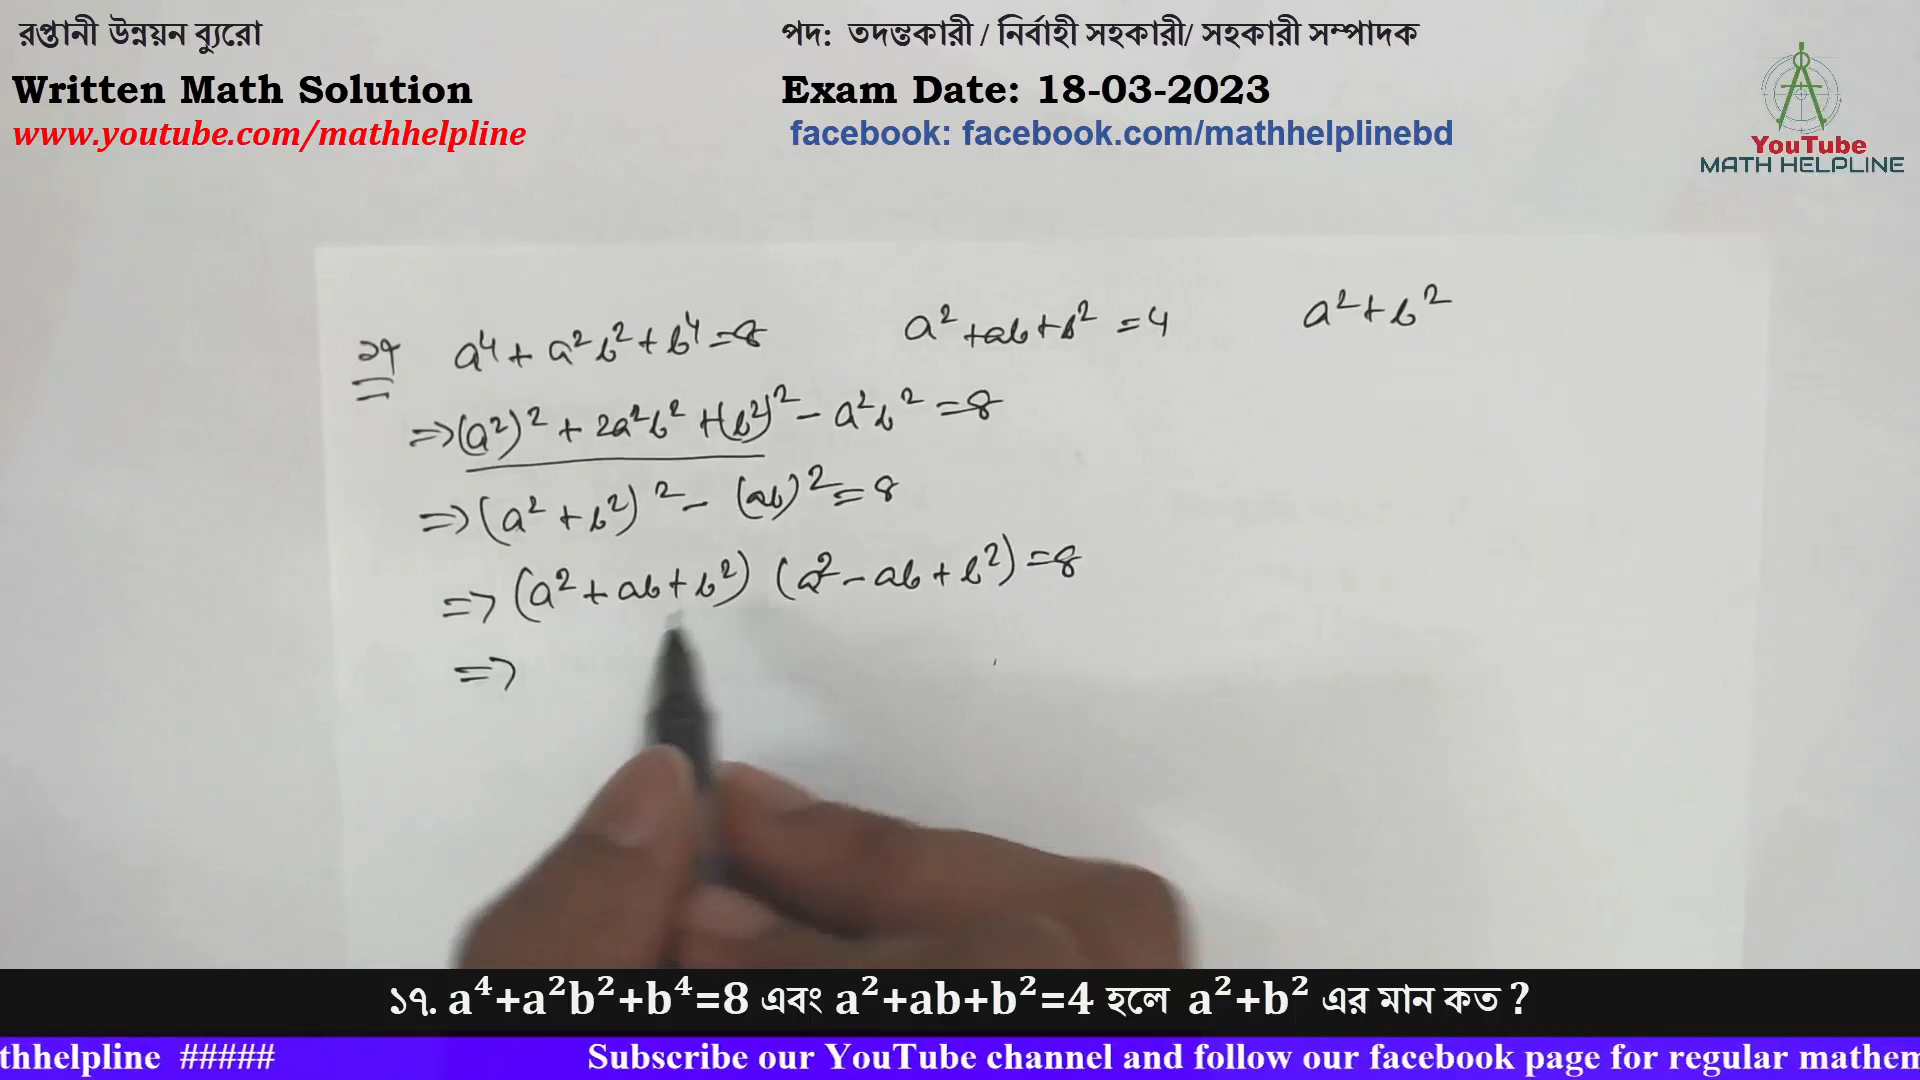 রপ্তানী উন্নয়ন ব্যুরো
পদ: তদন্তকারী / নির্বাহী সহকারী/ সহকারী সম্পাদক
Written Math Solution
Exam Date: 18-03-2023
www.youtube.com/mathhelpline
facebook: facebook.com/mathhelplinebd
YouTube
MATH HELPLINE
১৭ a⁴ + a²b² + b⁴ = 8 a² + ab + b² = 4 a² + b²
=> (a²)² + 2a²b² + (b²)² - a²b² = 8
=> (a² + b²)² - (ab)² = 8
=> (a² + ab + b²) (a² - ab + b²) = 8
=>
১৭. a⁴+a²b²+b⁴=8 এবং a²+ab+b²=4 হলে a²+b² এর মান কত ?
thhelpline ##### Subscribe our YouTube channel and follow our facebook page for regular mathem